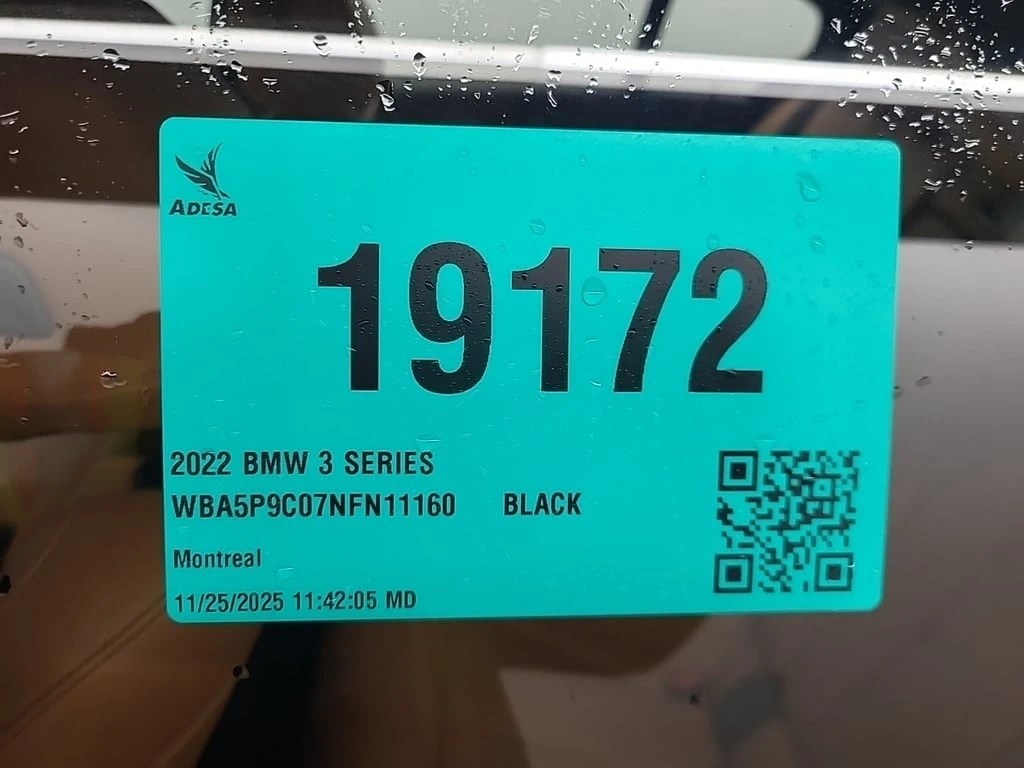 ADESA
19172
2022 BMW 3 SERIES
WBA5P9C07NFN11160 BLACK
Montreal
11/25/2025 11:42:05 MD